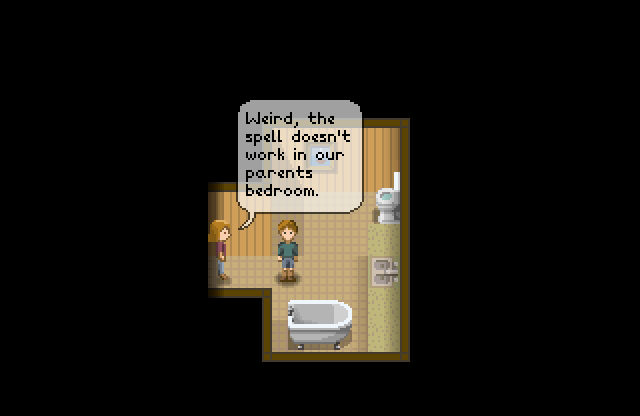 Weird, the
spell doesn't
work in our
parents
bedroom.